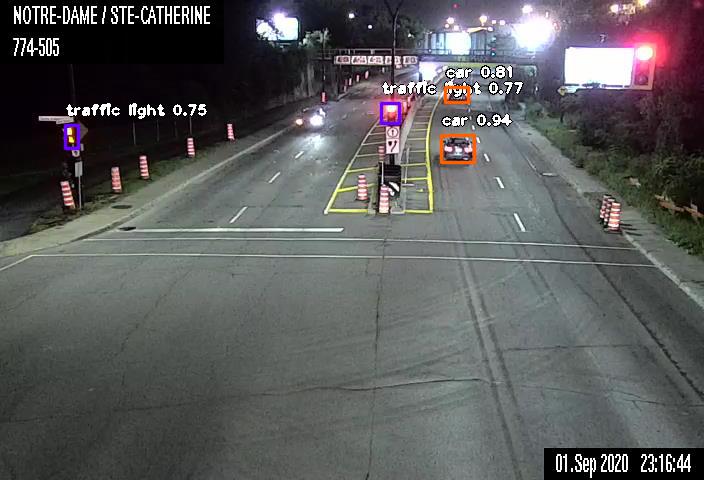 NOTRE-DAME / STE-CATHERINE
774-505
car 0.81
traffic light 0.77
traffic light 0.75
car 0.94
01.Sep 2020 23:16:44